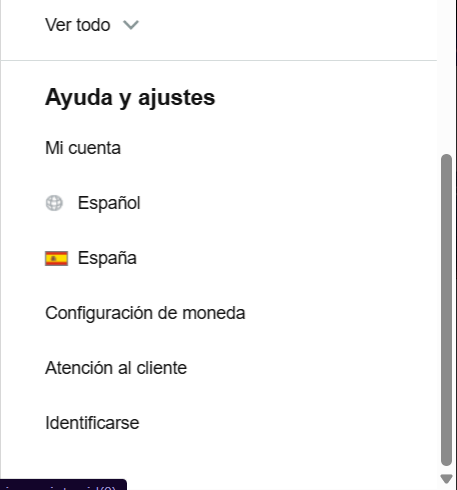 Ver todo
Ayuda y ajustes
Mi cuenta
Español
España
Configuración de moneda
Atención al cliente
Identificarse